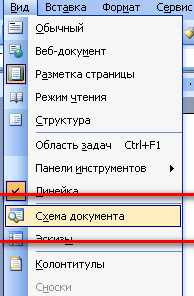 Вид Вставка Формат Сервис
Обычный
Веб-документ
Разметка страницы
Режим чтения
Структура
Область задач Ctrl+F1
Панели инструментов
Линейка
Схема документа
Эскизы
Колонтитулы
Сноски